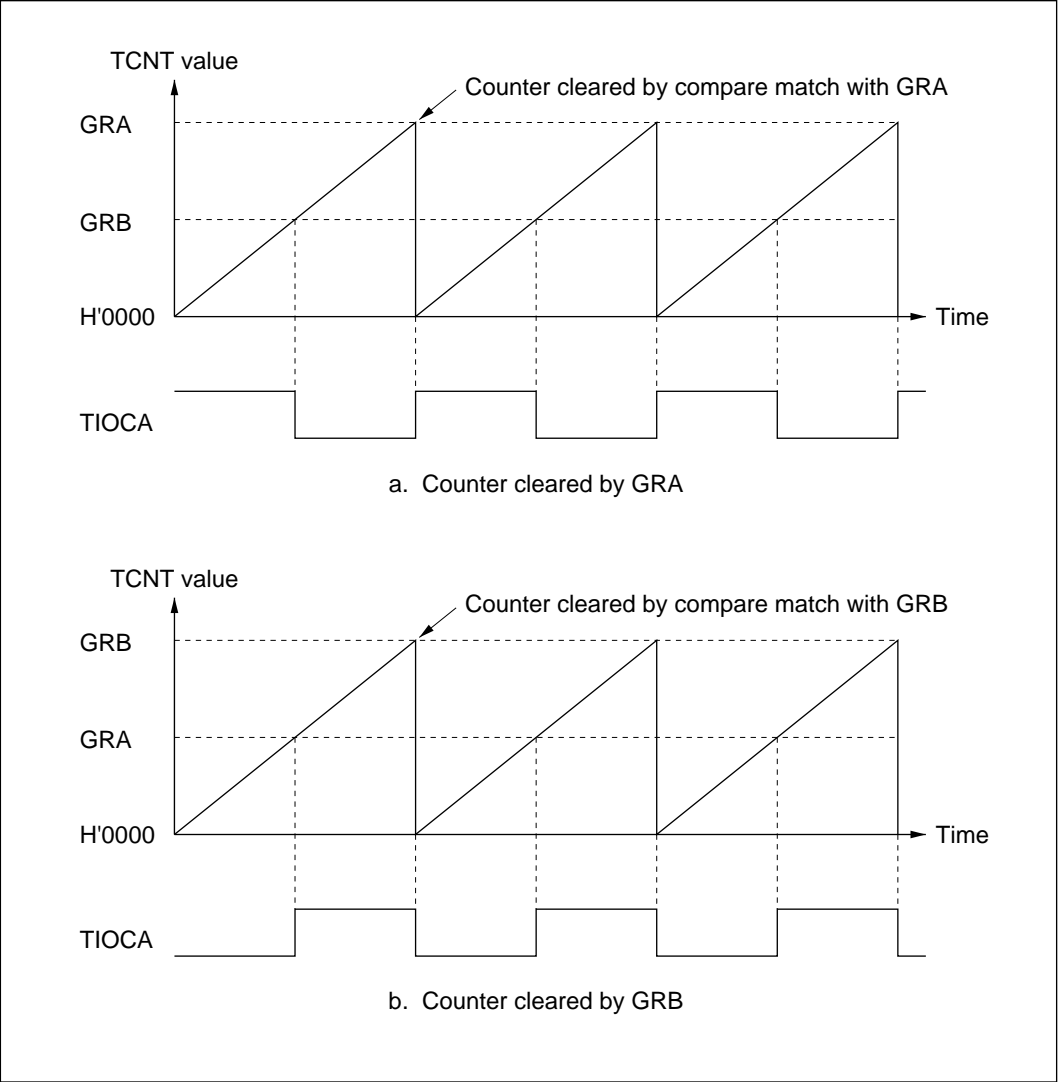 TCNT value
Counter cleared by compare match with GRA
GRA
GRB
H'0000
Time
TIOCA
a. Counter cleared by GRA
TCNT value
Counter cleared by compare match with GRB
GRB
GRA
H'0000
Time
TIOCA
b. Counter cleared by GRB